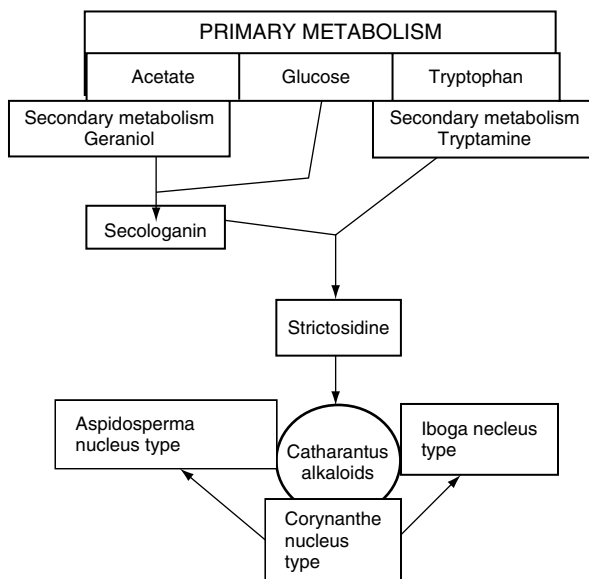 PRIMARY METABOLISM
Acetate
Glucose
Tryptophan
Secondary metabolism
Geraniol
Secondary metabolism
Tryptamine
Secologanin
Strictosidine
Aspidosperma
nucleus type
Catharantus
alkaloids
Iboga necleus
type
Corynanthe
nucleus
type